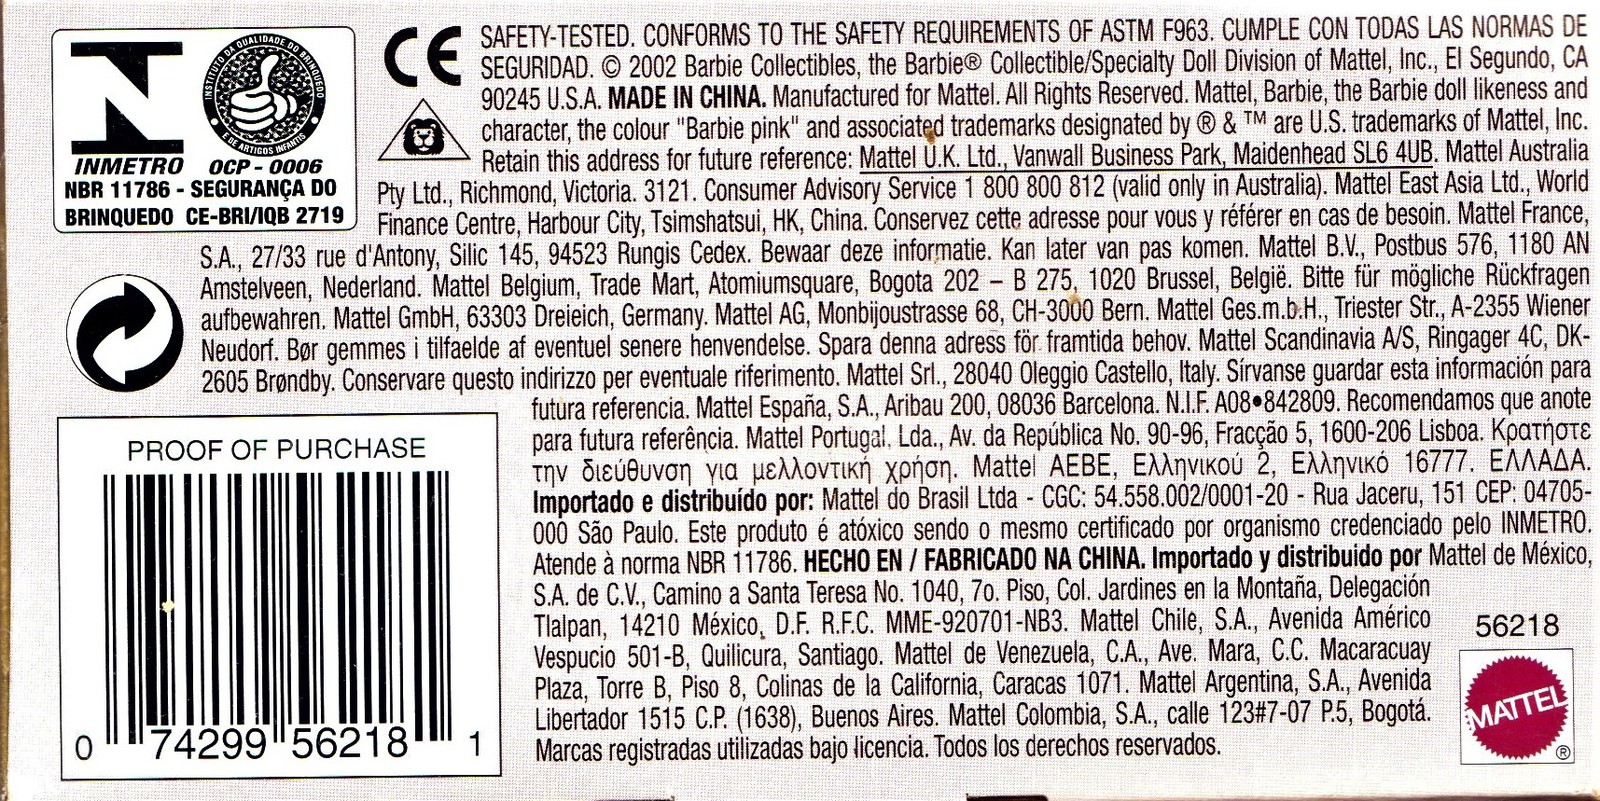 INSTITUTO DA QUALIDADE DO BRINQUEDO
E DE ARTIGOS INFANTIS
INMETRO OCP - 0006
NBR 11786 - SEGURANÇA DO
BRINQUEDO CE-BRI/IQB 2719
CE
SAFETY-TESTED. CONFORMS TO THE SAFETY REQUIREMENTS OF ASTM F963. CUMPLE CON TODAS LAS NORMAS DE
SEGURIDAD. © 2002 Barbie Collectibles, the Barbie® Collectible/Specialty Doll Division of Mattel, Inc., El Segundo, CA
90245 U.S.A. MADE IN CHINA. Manufactured for Mattel. All Rights Reserved. Mattel, Barbie, the Barbie doll likeness and
character, the colour "Barbie pink" and associated trademarks designated by ® & ™ are U.S. trademarks of Mattel, Inc.
Retain this address for future reference: Mattel U.K. Ltd., Vanwall Business Park, Maidenhead SL6 4UB. Mattel Australia
Pty Ltd., Richmond, Victoria. 3121. Consumer Advisory Service 1 800 800 812 (valid only in Australia). Mattel East Asia Ltd., World
Finance Centre, Harbour City, Tsimshatsui, HK, China. Conservez cette adresse pour vous y référer en cas de besoin. Mattel France,
S.A., 27/33 rue d'Antony, Silic 145, 94523 Rungis Cedex. Bewaar deze informatie. Kan later van pas komen. Mattel B.V., Postbus 576, 1180 AN
Amstelveen, Nederland. Mattel Belgium, Trade Mart, Atomiumsquare, Bogota 202 – B 275, 1020 Brussel, België. Bitte für mögliche Rückfragen
aufbewahren. Mattel GmbH, 63303 Dreieich, Germany. Mattel AG, Monbijoustrasse 68, CH-3000 Bern. Mattel Ges.m.b.H., Triester Str., A-2355 Wiener
Neudorf. Bør gemmes i tilfaelde af eventuel senere henvendelse. Spara denna adress för framtida behov. Mattel Scandinavia A/S, Ringager 4C, DK-
2605 Brøndby. Conservare questo indirizzo per eventuale riferimento. Mattel Srl., 28040 Oleggio Castello, Italy. Sírvanse guardar esta información para
futura referencia. Mattel España, S.A., Aribau 200, 08036 Barcelona. N.I.F. A08•842809. Recomendamos que anote
para futura referência. Mattel Portugal, Lda., Av. da República No. 90-96, Fracção 5, 1600-206 Lisboa. Κρατήστε
την διεύθυνση για μελλοντική χρήση. Mattel AEBE, Ελληνικού 2, Ελληνικό 16777. ΕΛΛΑΔΑ.
Importado e distribuído por: Mattel do Brasil Ltda - CGC: 54.558.002/0001-20 - Rua Jaceru, 151 CEP: 04705-
000 São Paulo. Este produto é atóxico sendo o mesmo certificado por organismo credenciado pelo INMETRO.
Atende à norma NBR 11786. HECHO EN / FABRICADO NA CHINA. Importado y distribuido por Mattel de México,
S.A. de C.V., Camino a Santa Teresa No. 1040, 7o. Piso, Col. Jardines en la Montaña, Delegación
Tlalpan, 14210 México, D.F. R.F.C. MME-920701-NB3. Mattel Chile, S.A., Avenida Américo
Vespucio 501-B, Quilicura, Santiago. Mattel de Venezuela, C.A., Ave. Mara, C.C. Macaracuay
Plaza, Torre B, Piso 8, Colinas de la California, Caracas 1071. Mattel Argentina, S.A., Avenida
Libertador 1515 C.P. (1638), Buenos Aires. Mattel Colombia, S.A., calle 123#7-07 P.5, Bogotá.
Marcas registradas utilizadas bajo licencia. Todos los derechos reservados.
PROOF OF PURCHASE
0 74299 56218 1
56218
MATTEL
®